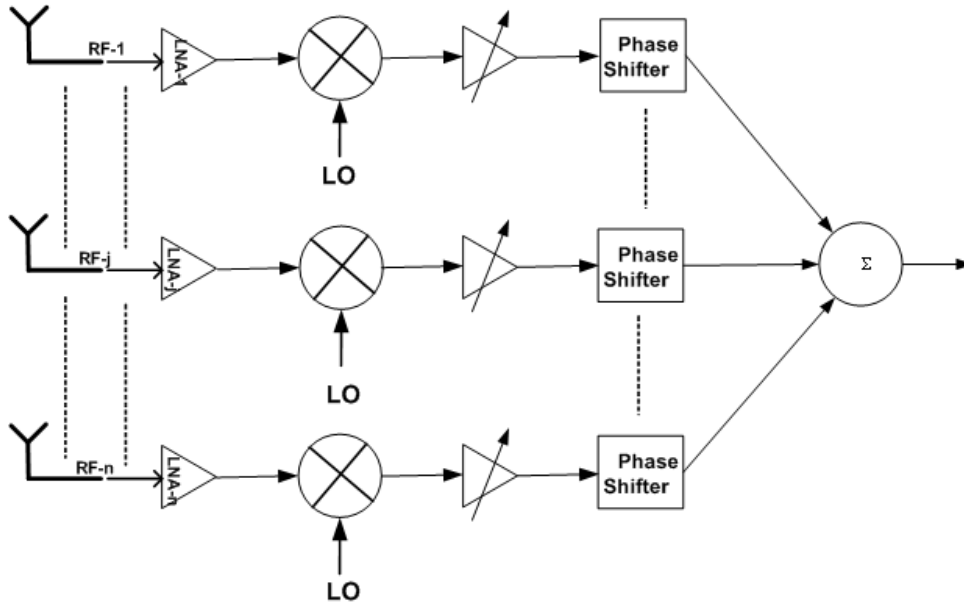 RF-1
LNA-1
Phase
Shifter
LO
RF-j
LNA-j
Phase
Shifter
Σ
LO
RF-n
LNA-n
Phase
Shifter
LO